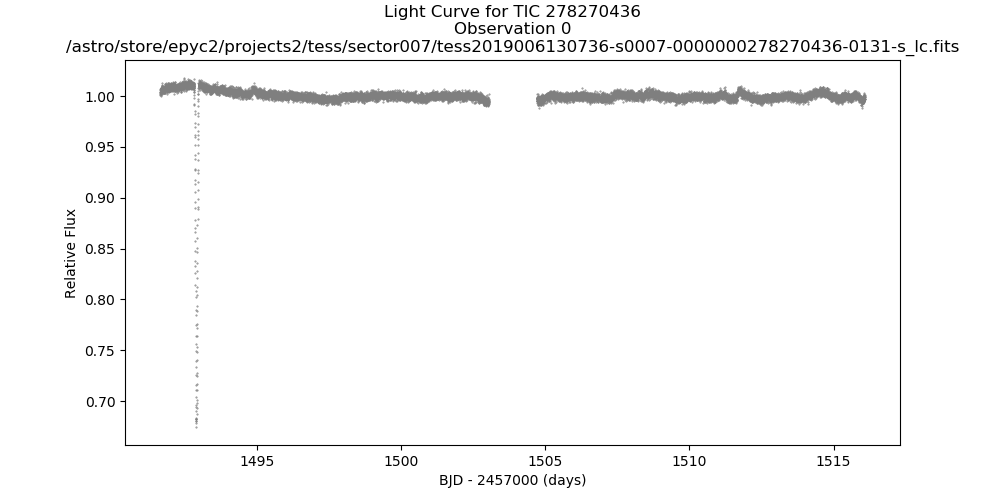 Light Curve for TIC 278270436
Observation 0
/astro/store/epyc2/projects2/tess/sector007/tess2019006130736-s0007-0000000278270436-0131-s_lc.fits
1.00
0.95
0.90
0.85
0.80
0.75
0.70
Relative Flux
1495
1500
1505
1510
1515
BJD - 2457000 (days)